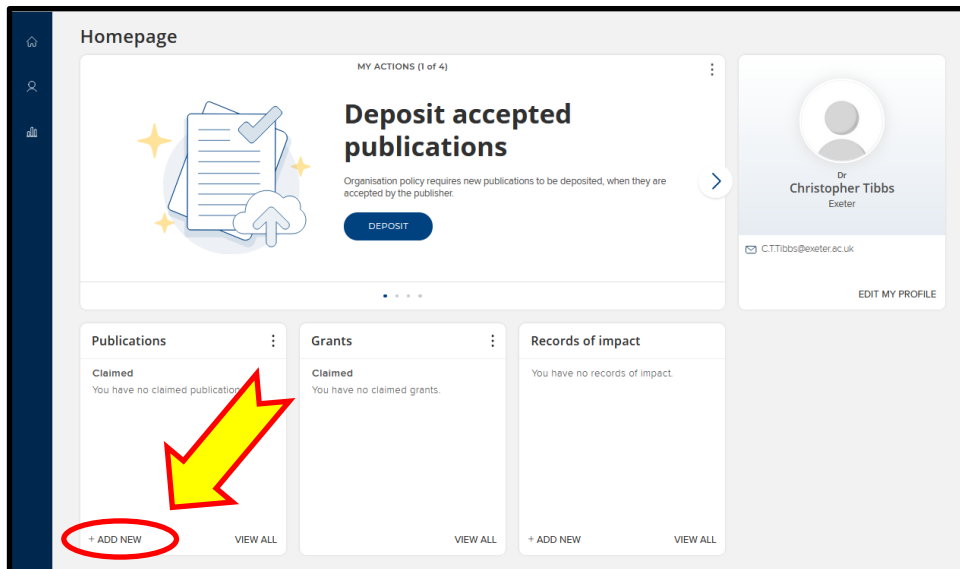 Homepage
MY ACTIONS (1 of 4)
Deposit accepted
publications
Organisation policy requires new publications to be deposited, when they are
accepted by the publisher.
DEPOSIT
Dr
Christopher Tibbs
Exeter
C.T.Tibbs@exeter.ac.uk
EDIT MY PROFILE
Publications
Claimed
You have no claimed publication
+ ADD NEW
VIEW ALL
Grants
Claimed
You have no claimed grants.
VIEW ALL
Records of impact
You have no records of impact.
+ ADD NEW
VIEW ALL